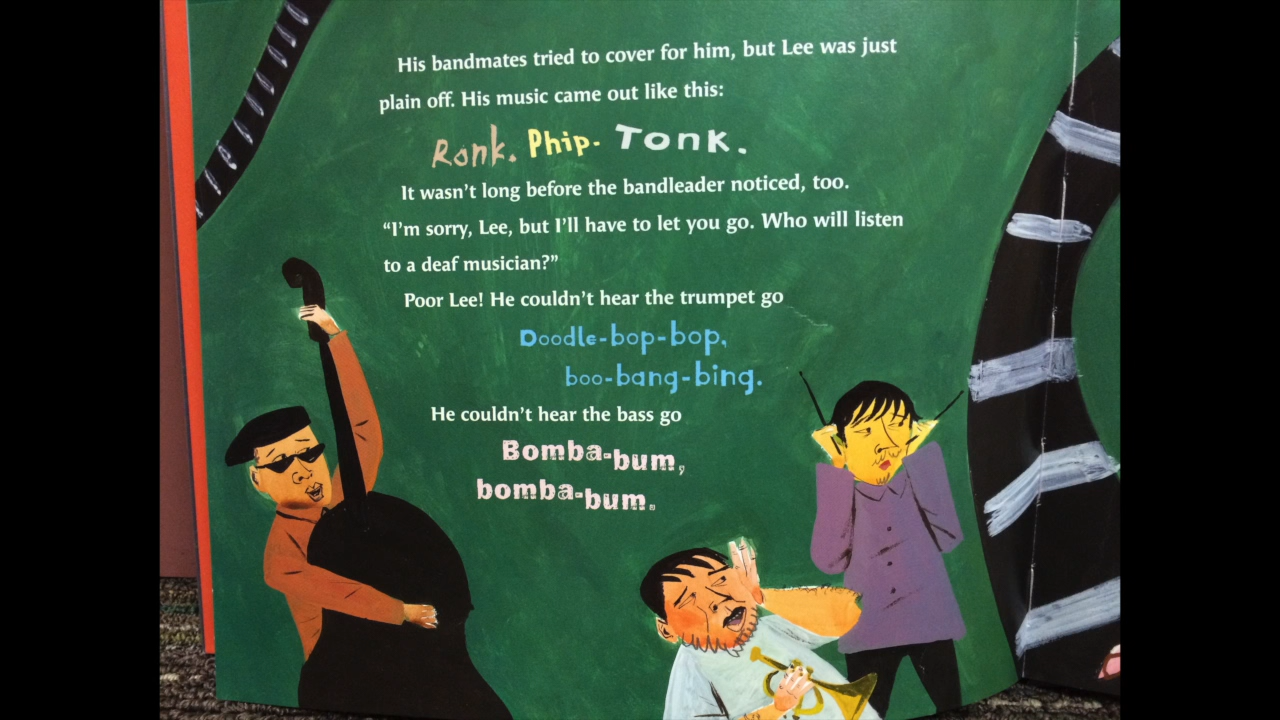 His bandmates tried to cover for him, but Lee was just
plain off. His music came out like this:
Ronk. Phip. Tonk.
It wasn't long before the bandleader noticed, too.
“I'm sorry, Lee, but I'll have to let you go. Who will listen
to a deaf musician?”
Poor Lee! He couldn't hear the trumpet go
Doodle-bop-bop,
boo-bang-bing.
He couldn't hear the bass go
Bomba-bum,
bomba-bum.